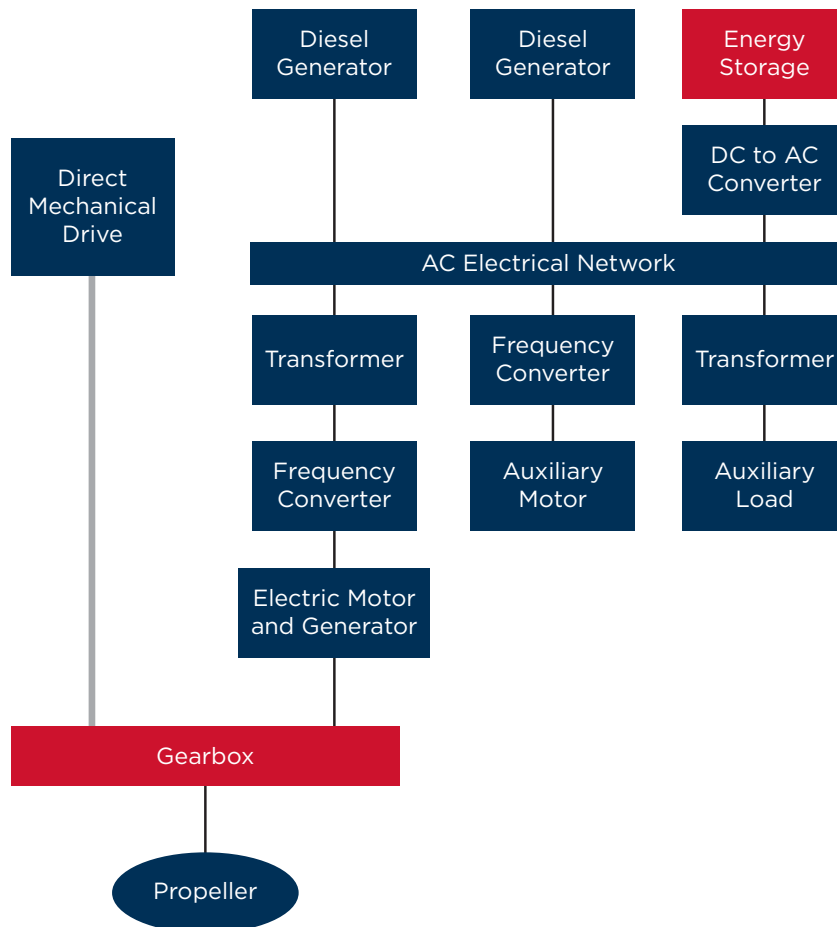 Diesel
Generator
Diesel
Generator
Energy
Storage
DC to AC
Converter
Direct
Mechanical
Drive
AC Electrical Network
Transformer
Frequency
Converter
Transformer
Frequency
Converter
Auxiliary
Motor
Auxiliary
Load
Electric Motor
and Generator
Gearbox
Propeller